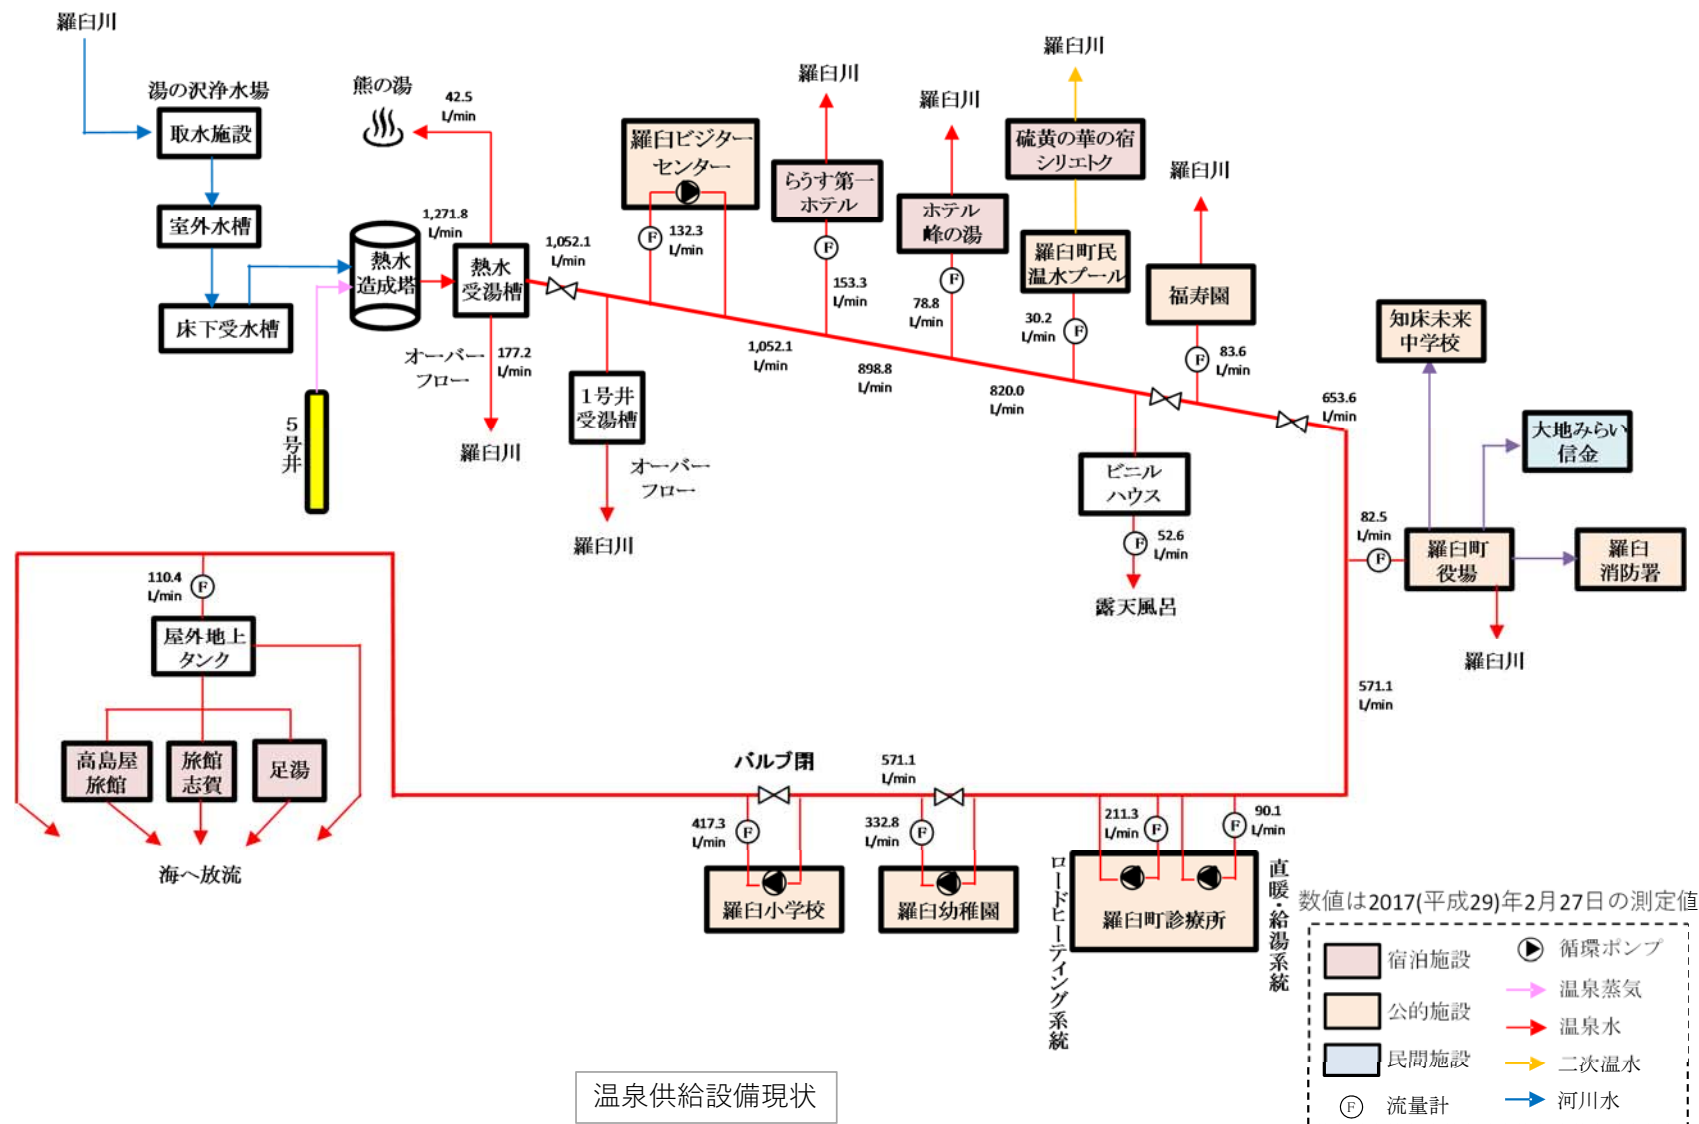 羅臼川
湯の沢浄水場
取水施設
室外水槽
床下受水槽
5号井
熱水
造成塔
1,271.8
L/min
熊の湯
42.5
L/min
熱水
受湯槽
オーバー
フロー
177.2
L/min
羅臼川
1,052.1
L/min
1号井
受湯槽
オーバー
フロー
羅臼川
羅臼ビジター
センター
F
132.3
L/min
羅臼川
らうす第一
ホテル
F
153.3
L/min
1,052.1
L/min
羅臼川
ホテル
峰の湯
F
78.8
L/min
898.8
L/min
羅臼川
硫黄の華の宿
シリエトク
羅臼町民
温水プール
30.2
L/min
F
820.0
L/min
羅臼川
福寿園
F
83.6
L/min
ビニル
ハウス
F
52.6
L/min
露天風呂
653.6
L/min
知床未来
中学校
大地みらい
信金
82.5
L/min
F
羅臼町
役場
羅臼
消防署
羅臼川
571.1
L/min
110.4
L/min
F
屋外地上
タンク
高島屋
旅館
旅館
志賀
足湯
海へ放流
バルブ閉
417.3
L/min
F
羅臼小学校
571.1
L/min
332.8
L/min
F
羅臼幼稚園
211.3
L/min
F
F
90.1
L/min
羅臼町診療所
ロードヒーティング系統
直暖・給湯系統
数値は2017(平成29)年2月27日の測定値
宿泊施設
公的施設
民間施設
F
流量計
循環ポンプ
温泉蒸気
温泉水
二次温水
河川水
温泉供給設備現状